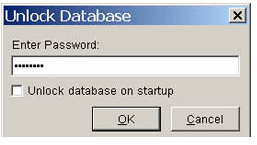 Unlock Database
Enter Password:
••••••••
Unlock database on startup
OK Cancel